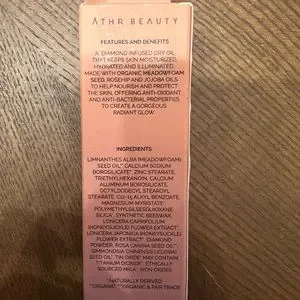 ĀTHR BEAUTY
FEATURES AND BENEFITS
A DIAMOND INFUSED DRY OIL
THAT KEEPS SKIN MOISTURIZED,
HYDRATED AND ILLUMINATED
MADE WITH ORGANIC MEADOWFOAM
SEED, ROSEHIP AND JOJOBA OILS
TO HELP NOURISH AND PROTECT
THE SKIN, OFFERING ANTI-OXIDANT
AND ANTI-BACTERIAL PROPERTIES
TO CREATE A GORGEOUS
RADIANT GLOW.
INGREDIENTS
LIMNANTHES ALBA (MEADOWFOAM)
SEED OIL**, CALCIUM SODIUM
BOROSILICATE*, ZINC STEARATE,
TRIETHYLHEXANOIN, CALCIUM
ALUMINUM BOROSILICATE,
OCTYLDODECYL STEAROYL
STEARATE, C12-15 ALKYL BENZOATE,
MAGNESIUM MYRISTATE*,
POLYMETHYLSILSESQUIOXANE,
SILICA*, SYNTHETIC BEESWAX,
LONICERA CAPRIFOLIUM
(HONEYSUCKLE) FLOWER EXTRACT*,
LONICERA JAPONICA (HONEYSUCKLE)
FLOWER EXTRACT*, DIAMOND
POWDER, ROSA CANINA SEED OIL**,
SIMMONDSIA CHINENSIS (JOJOBA)
SEED OIL**, TIN OXIDE* MAY CONTAIN
TITANIUM DIOXIDE*, ETHICALLY
SOURCED MICA*, IRON OXIDES
*NATURALLY DERIVED
**ORGANIC ***ORGANIC & FAIR TRADE